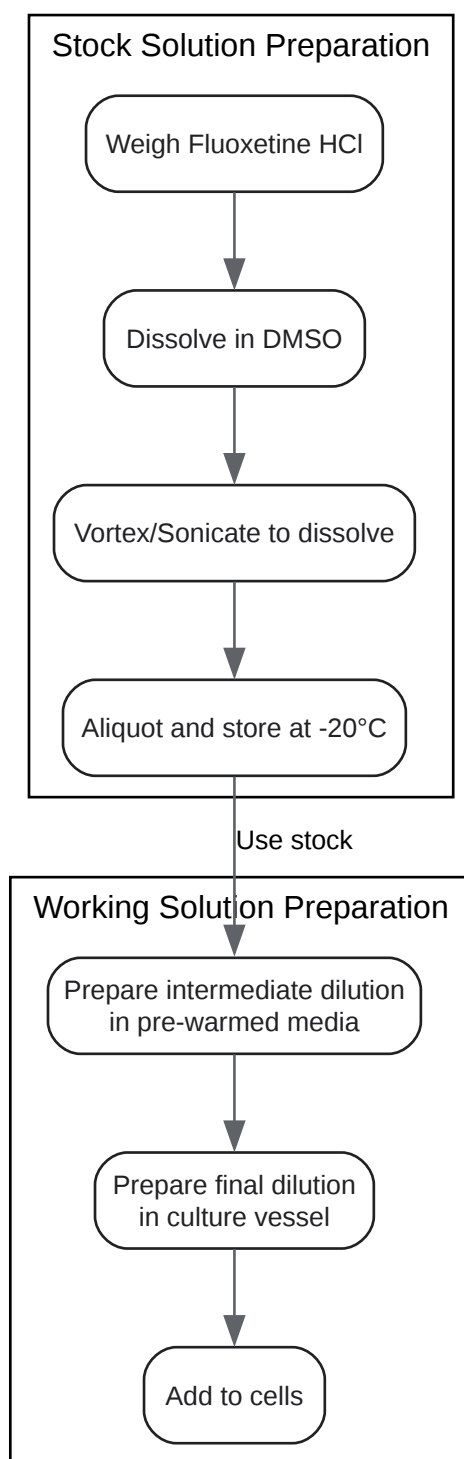 Stock Solution Preparation
Weigh Fluoxetine HCl
Dissolve in DMSO
Vortex/Sonicate to dissolve
Aliquot and store at -20°C
Use stock
Working Solution Preparation
Prepare intermediate dilution
in pre-warmed media
Prepare final dilution
in culture vessel
Add to cells